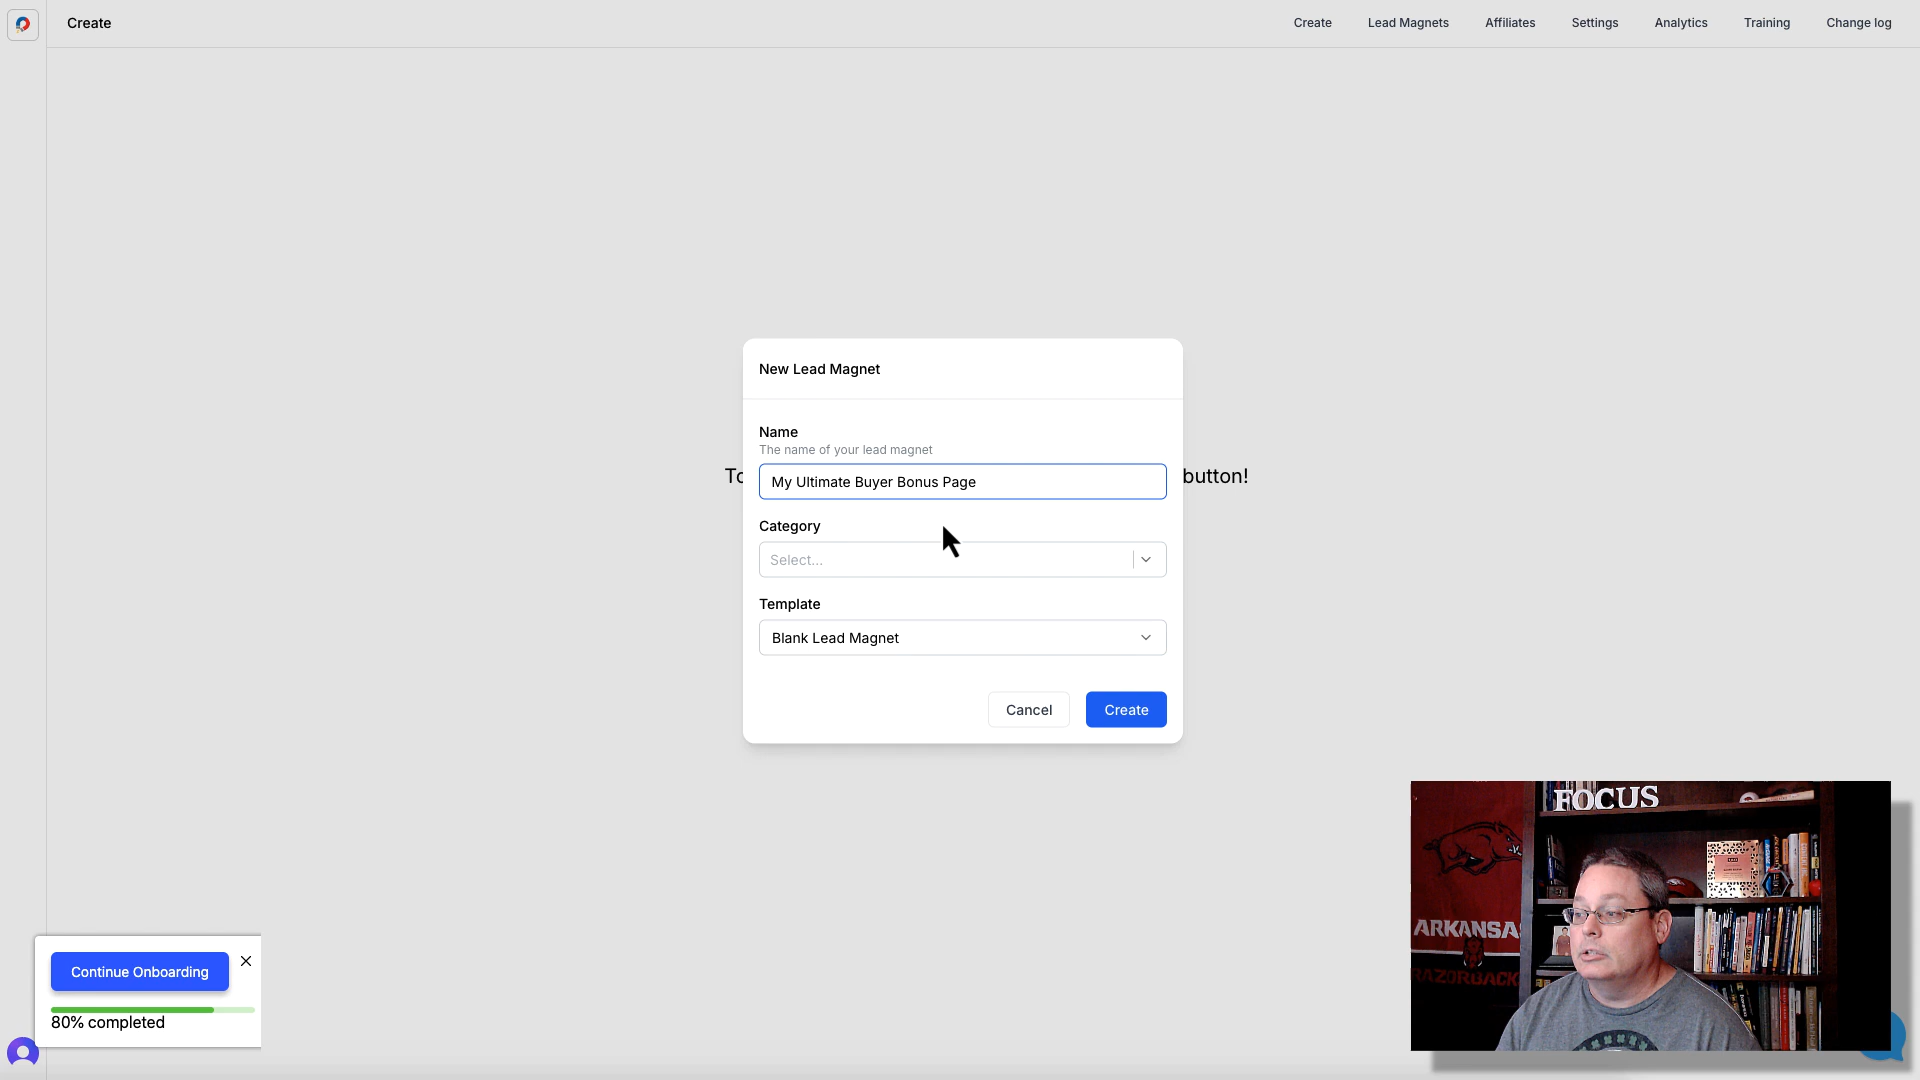 Create
Create
Lead Magnets
Affiliates
Settings
Analytics
Training
Change log
New Lead Magnet
Name
The name of your lead magnet
To
button!
My Ultimate Buyer Bonus Page
Category
Select...
Template
Blank Lead Magnet
Cancel
Create
Continue Onboarding
80% completed
FOCUS
ARKANSA
RAZORBACK